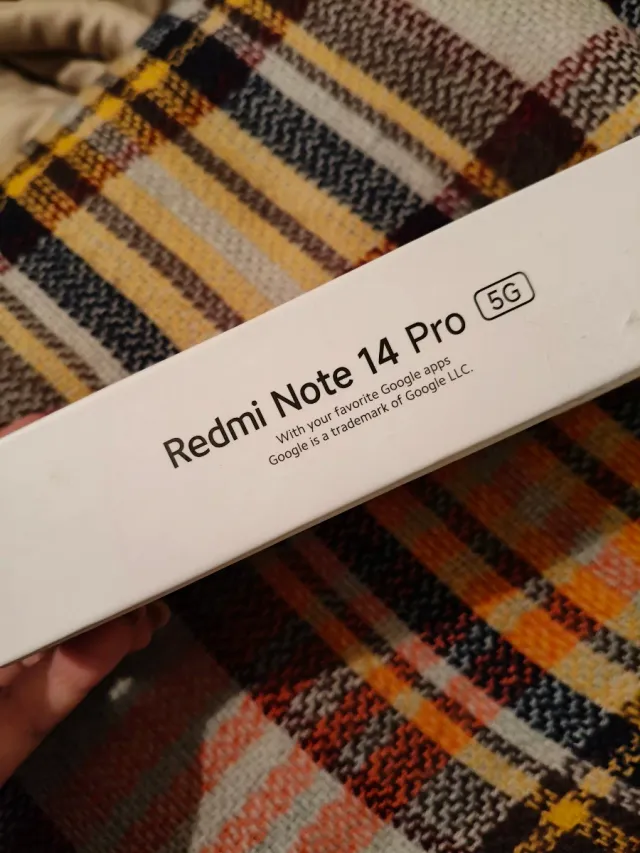 Redmi Note 14 Pro 5G
With your favorite Google apps
Google is a trademark of Google LLC.